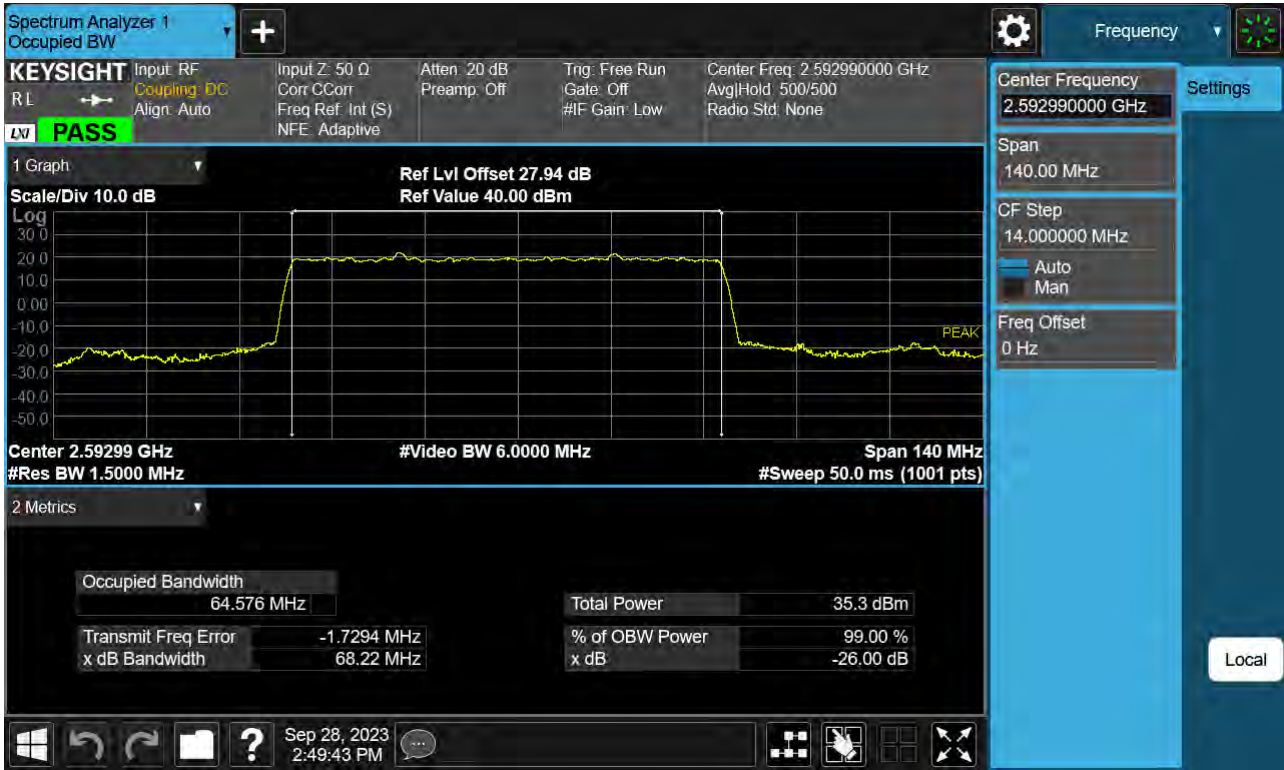 Spectrum Analyzer 1
Occupied BW
+
Frequency
KEYSIGHT
RL
LXI
PASS
Input: RF
Coupling: DC
Align: Auto
Input Z: 50 Ω
Corr CCorr
Freq Ref: Int (S)
NFE: Adaptive
Atten: 20 dB
Preamp: Off
Trig: Free Run
Gate: Off
#IF Gain: Low
Center Freq: 2.592990000 GHz
Avg|Hold: 500/500
Radio Std: None
Center Frequency
2.592990000 GHz
Settings
Span
140.00 MHz
CF Step
14.000000 MHz
Auto
Man
Freq Offset
0 Hz
Local
1 Graph
Scale/Div 10.0 dB
Ref Lvl Offset 27.94 dB
Ref Value 40.00 dBm
Log
30.0
20.0
10.0
0.00
-10.0
-20.0
-30.0
-40.0
-50.0
PEAK
Center 2.59299 GHz
#Video BW 6.0000 MHz
Span 140 MHz
#Res BW 1.5000 MHz
#Sweep 50.0 ms (1001 pts)
2 Metrics
Occupied Bandwidth
64.576 MHz
Total Power 35.3 dBm
Transmit Freq Error -1.7294 MHz
% of OBW Power 99.00 %
x dB Bandwidth 68.22 MHz
x dB -26.00 dB
?
Sep 28, 2023
2:49:43 PM